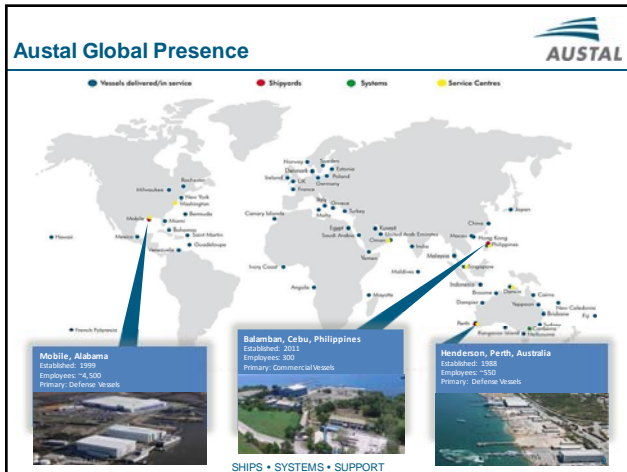 Austal Global Presence
AUSTAL
Vessels delivered/in service
Shipyards
Systems
Service Centres
Norway
Sweden
Denmark
Estonia
Ireland
UK
Poland
Germany
France
Rochester
Milwaukee
New York
Washington
Bermuda
Mobile
Miami
Bahamas
Saint Martin
Hawaii
Mexico
Guadeloupe
Venezuela
Canary Islands
Italy
Greece
Malta
Turkey
Egypt
Kuwait
Saudi Arabia
United Arab Emirates
Oman
India
Yemen
Maldives
Ivory Coast
Angola
Mayotte
Japan
China
Macau
Hong Kong
Philippines
Malaysia
Singapore
Indonesia
Darwin
Broome
Cairns
Dampier
Yeppoon
New Caledonia
Brisbane
Fiji
Perth
Sydney
Canberra
Kangaroo Island
Melbourne
French Polynesia
Mobile, Alabama
Established: 1999
Employees: ~4,500
Primary: Defense Vessels
Balamban, Cebu, Philippines
Established: 2011
Employees: 300
Primary: Commercial Vessels
Henderson, Perth, Australia
Established: 1988
Employees: ~550
Primary: Defense Vessels
SHIPS • SYSTEMS • SUPPORT